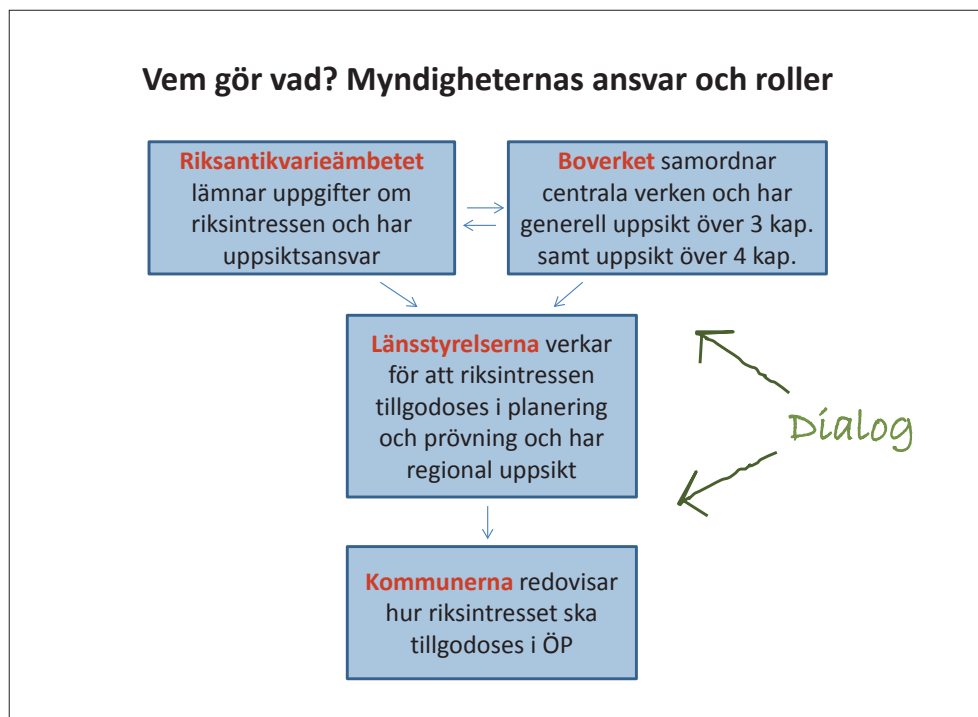 Vem gör vad? Myndigheternas ansvar och roller
Riksantikvarieämbetet
lämnar uppgifter om
riksintressen och har
uppsiktsansvar
Boverket samordnar
centrala verken och har
generell uppsikt över 3 kap.
samt uppsikt över 4 kap.
Länsstyrelserna verkar
för att riksintressen
tillgodoses i planering
och prövning och har
regional uppsikt
Dialog
Kommunerna redovisar
hur riksintresset ska
tillgodoses i ÖP